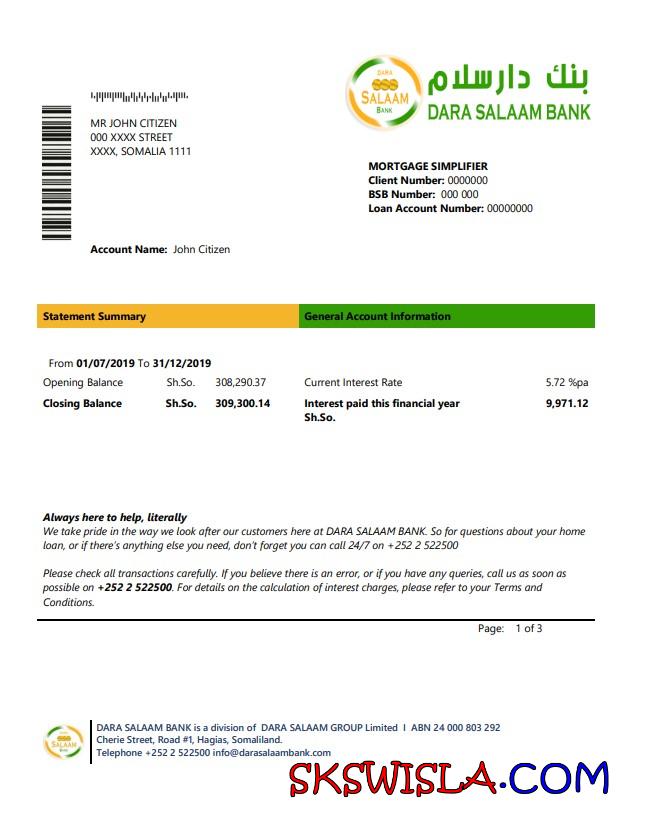 بنك دارسلام
DARA SALAAM BANK
DARA
SALAAM
BANK
MR JOHN CITIZEN
000 XXXX STREET
XXXX, SOMALIA 1111
MORTGAGE SIMPLIFIER
Client Number: 0000000
BSB Number: 000 000
Loan Account Number: 00000000
Account Name: John Citizen
Statement Summary
General Account Information
From 01/07/2019 To 31/12/2019
Opening Balance Sh.So. 308,290.37
Closing Balance Sh.So. 309,300.14
Current Interest Rate 5.72 %pa
Interest paid this financial year 9,971.12
Sh.So.
Always here to help, literally
We take pride in the way we look after our customers here at DARA SALAAM BANK. So for questions about your home
loan, or if there's anything else you need, don't forget you can call 24/7 on +252 2 522500
Please check all transactions carefully. If you believe there is an error, or if you have any queries, call us as soon as
possible on +252 2 522500. For details on the calculation of interest charges, please refer to your Terms and
Conditions.
Page: 1 of 3
DARA
SALAAM
BANK
DARA SALAAM BANK is a division of DARA SALAAM GROUP Limited I ABN 24 000 803 292
Cherie Street, Road #1, Hagias, Somaliland.
Telephone +252 2 522500 info@darasalaambank.com
SKSWISLA.COM